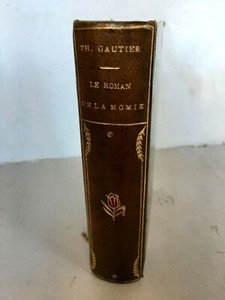 TH. GAUTIER
LE ROMAN
DE LA MOMIE